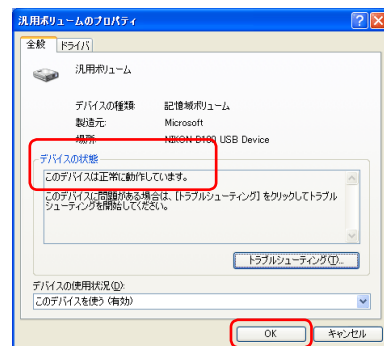 汎用ボリュームのプロパティ
全般 ドライバ
汎用ボリューム
デバイスの種類: 記憶域ボリューム
製造元: Microsoft
場所: NIKON D100 USB Device
デバイスの状態
このデバイスは正常に動作しています。
このデバイスに問題がある場合は、[トラブルシューティング] をクリックしてトラブル
シューティングを開始してください。
トラブルシューティング(T)...
デバイスの使用状況(D):
このデバイスを使う (有効)
OK キャンセル